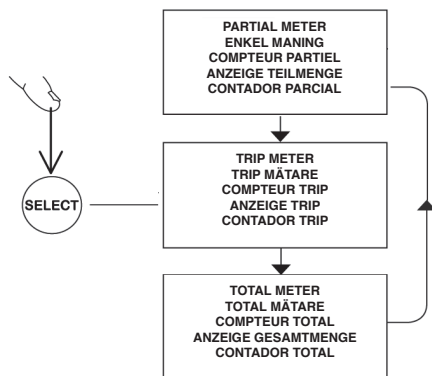 PARTIAL METER
ENKEL MANING
COMPTEUR PARTIEL
ANZEIGE TEILMENGE
CONTADOR PARCIAL
SELECT
TRIP METER
TRIP MÄTARE
COMPTEUR TRIP
ANZEIGE TRIP
CONTADOR TRIP
TOTAL METER
TOTAL MÄTARE
COMPTEUR TOTAL
ANZEIGE GESAMTMENGE
CONTADOR TOTAL